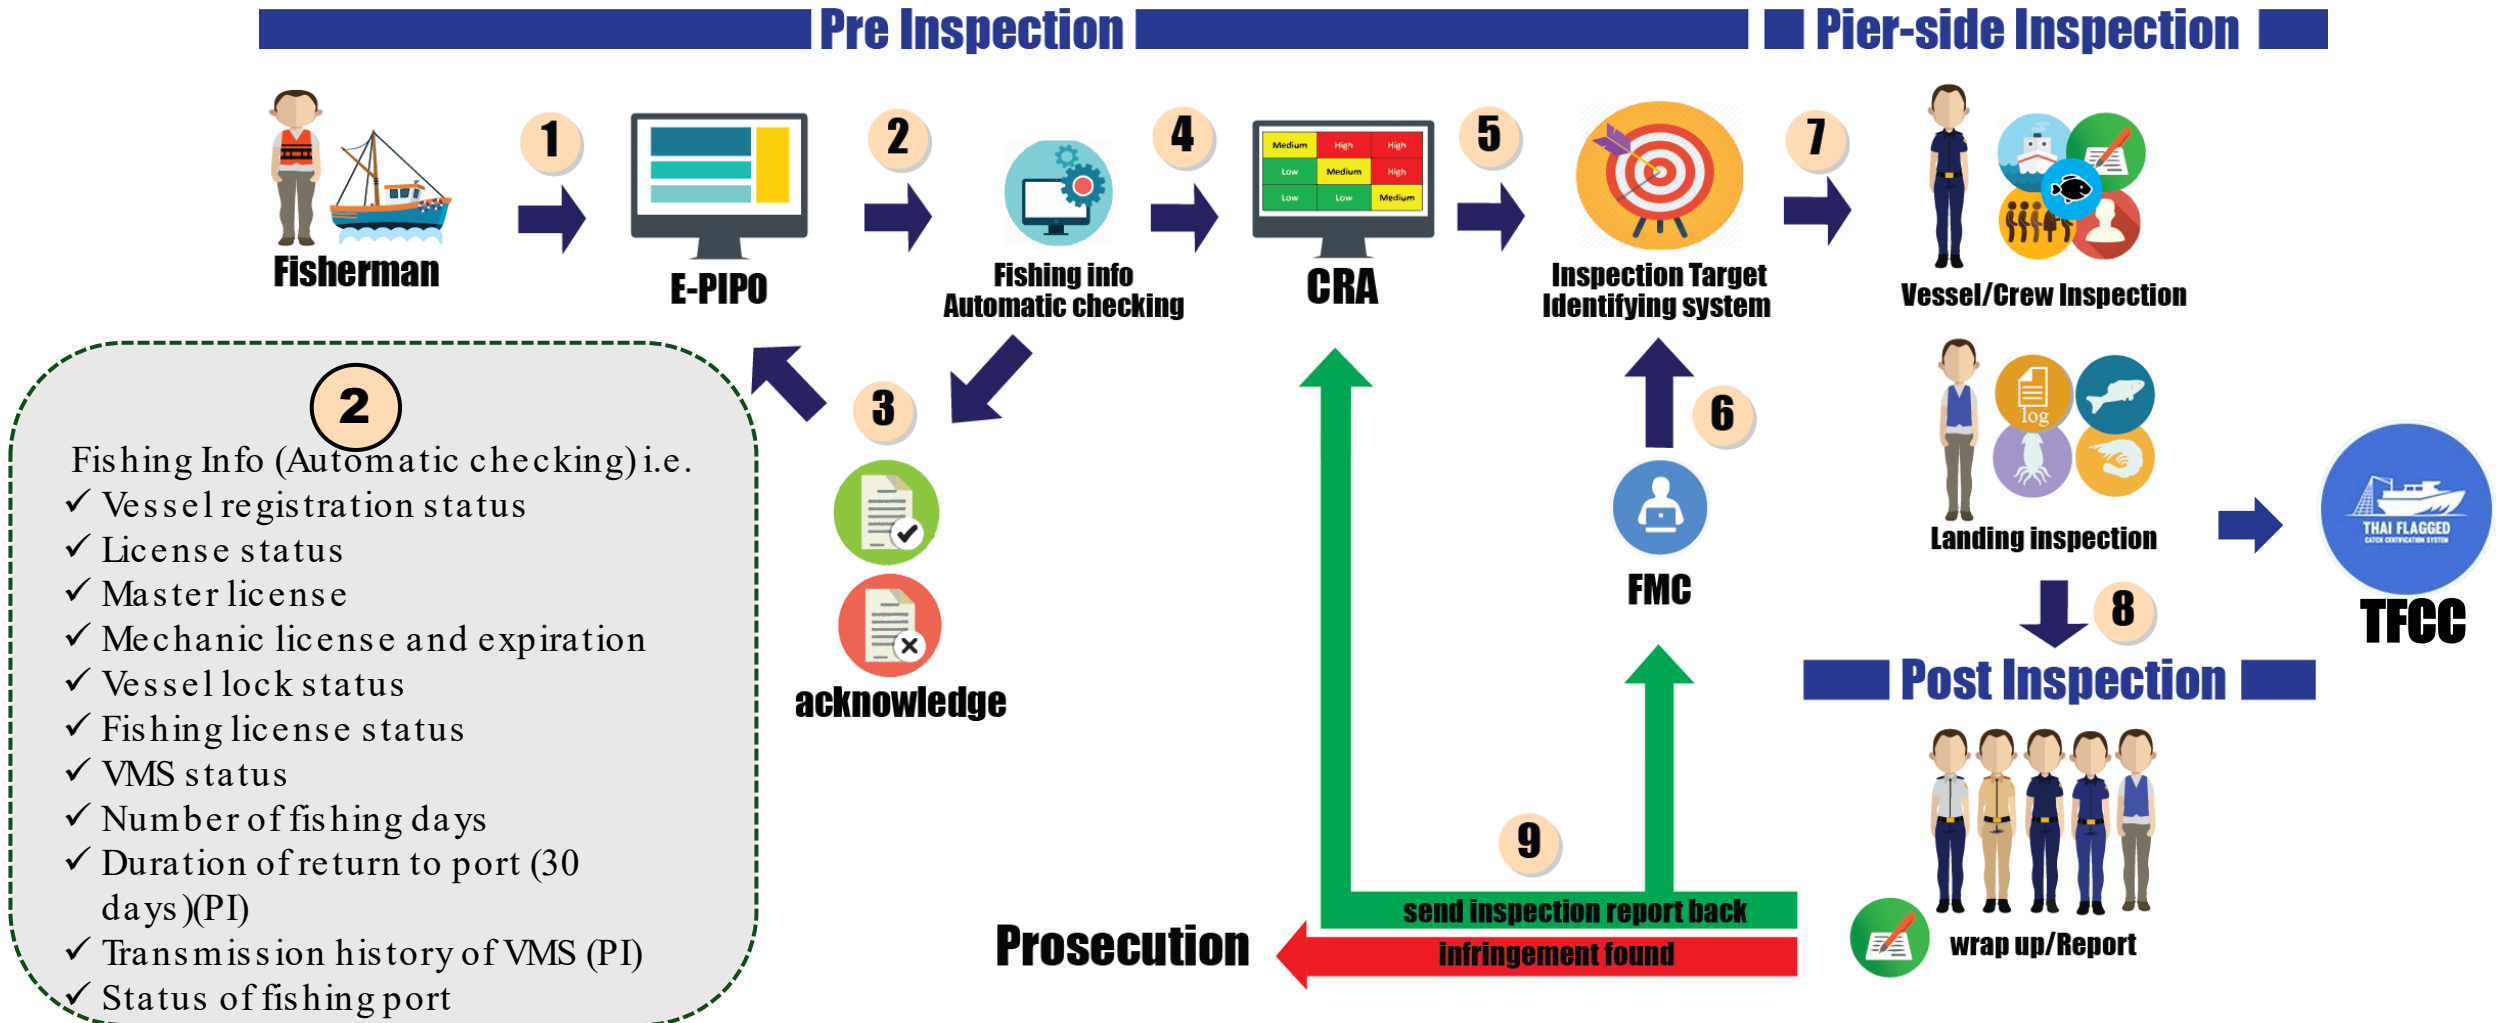 Pre Inspection
Pier-side Inspection
1
2
4
5
7
Medium High High
Low Medium High
Low Low Medium
Fisherman
E-PIPO
Fishing info
Automatic checking
CRA
Inspection Target
Identifying system
Vessel/Crew Inspection
3
acknowledge
6
FMC
log
Landing inspection
THAI FLAGGED
CATCH CERTIFICATION SYSTEM
TFCC
8
Post Inspection
2
Fishing Info (Automatic checking) i.e.
✓ Vessel registration status
✓ License status
✓ Master license
✓ Mechanic license and expiration
✓ Vessel lock status
✓ Fishing license status
✓ VMS status
✓ Number of fishing days
✓ Duration of return to port (30
days)(PI)
✓ Transmission history of VMS (PI)
✓ Status of fishing port
9
send inspection report back
infringement found
Prosecution
wrap up/Report